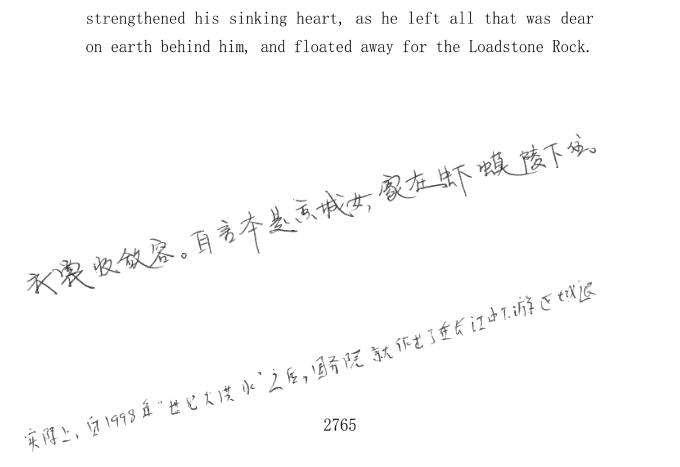 strengthened his sinking heart, as he left all that was dear
on earth behind him, and floated away for the Loadstone Rock.
衣裳收敛容。自言本是京城女,家在虾蟆陵下住。
实际上,自1998年“世纪大洪水”之后,国务院就作出了在长江中下游区域退
2765